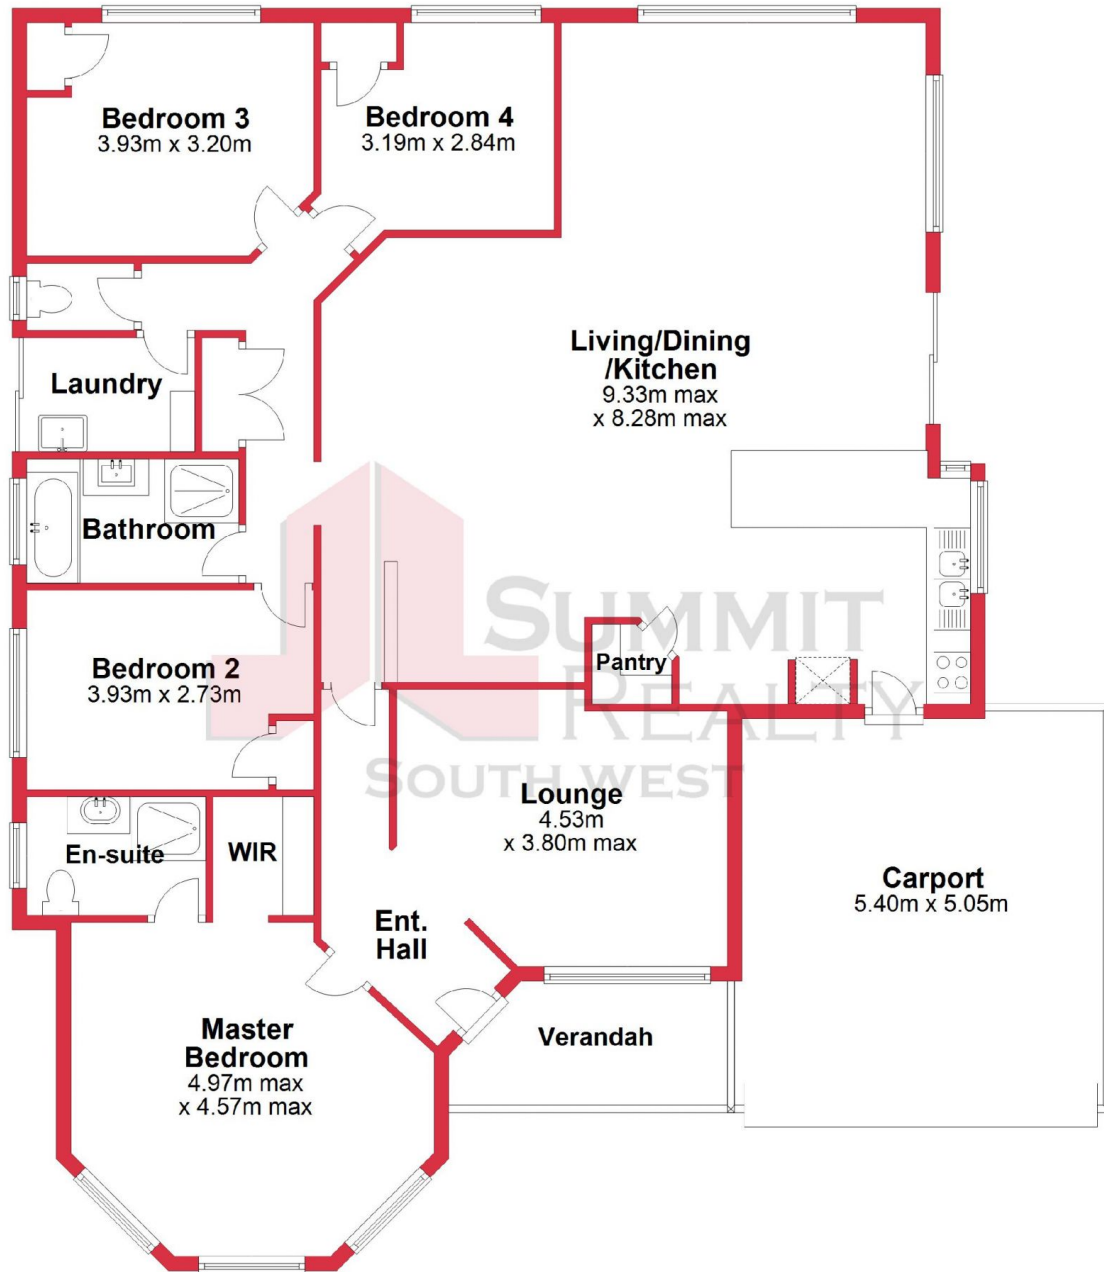 Bedroom 3
3.93m x 3.20m
Bedroom 4
3.19m x 2.84m
Living/Dining
/Kitchen
9.33m max
x 8.28m max
Laundry
Bathroom
Bedroom 2
3.93m x 2.73m
Pantry
SUMMIT
REALTY
SOUTH WEST
Lounge
4.53m
x 3.80m max
En-suite
WIR
Carport
5.40m x 5.05m
Ent.
Hall
Master
Bedroom
4.97m max
x 4.57m max
Verandah